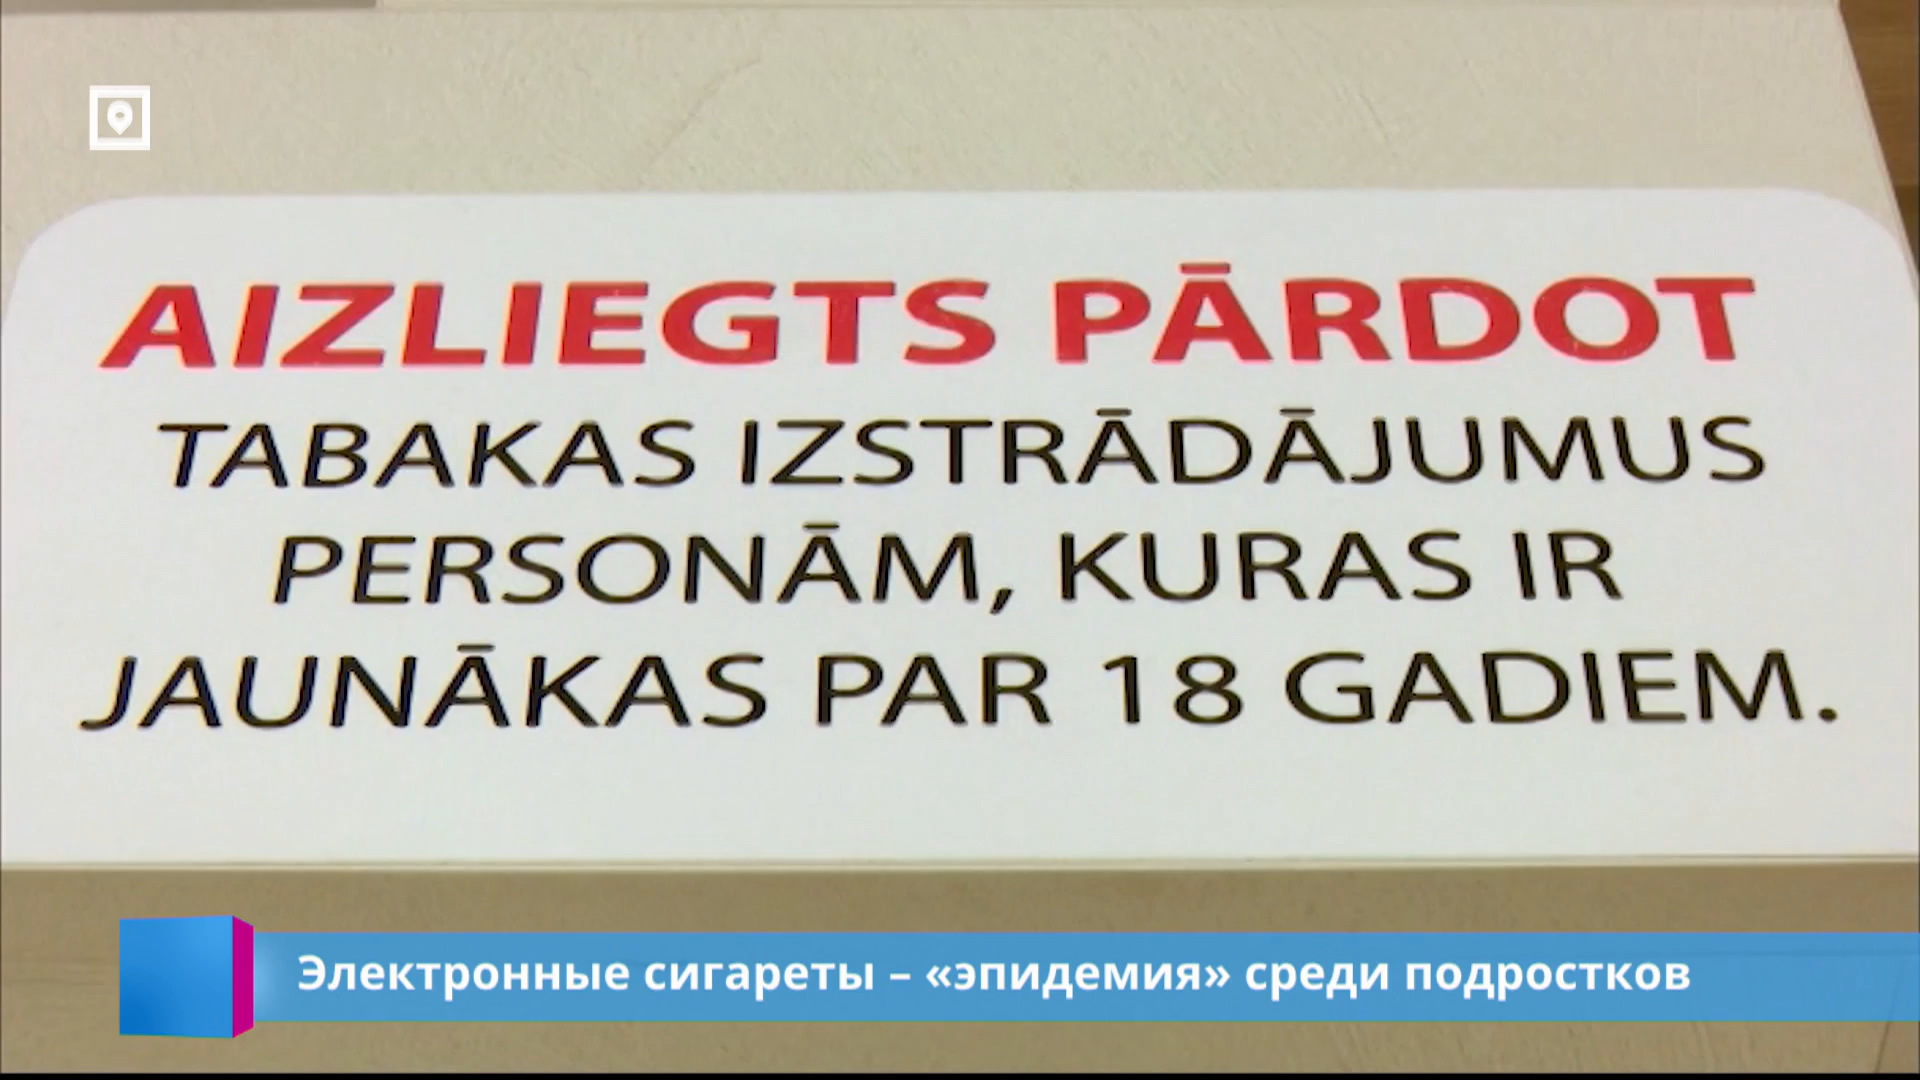 AIZLIEGTS PĀRDOT
TABAKAS IZSTRĀDĀJUMUS
PERSONĀM, KURAS IR
JAUNĀKAS PAR 18 GADIEM.
Электронные сигареты – «эпидемия» среди подростков